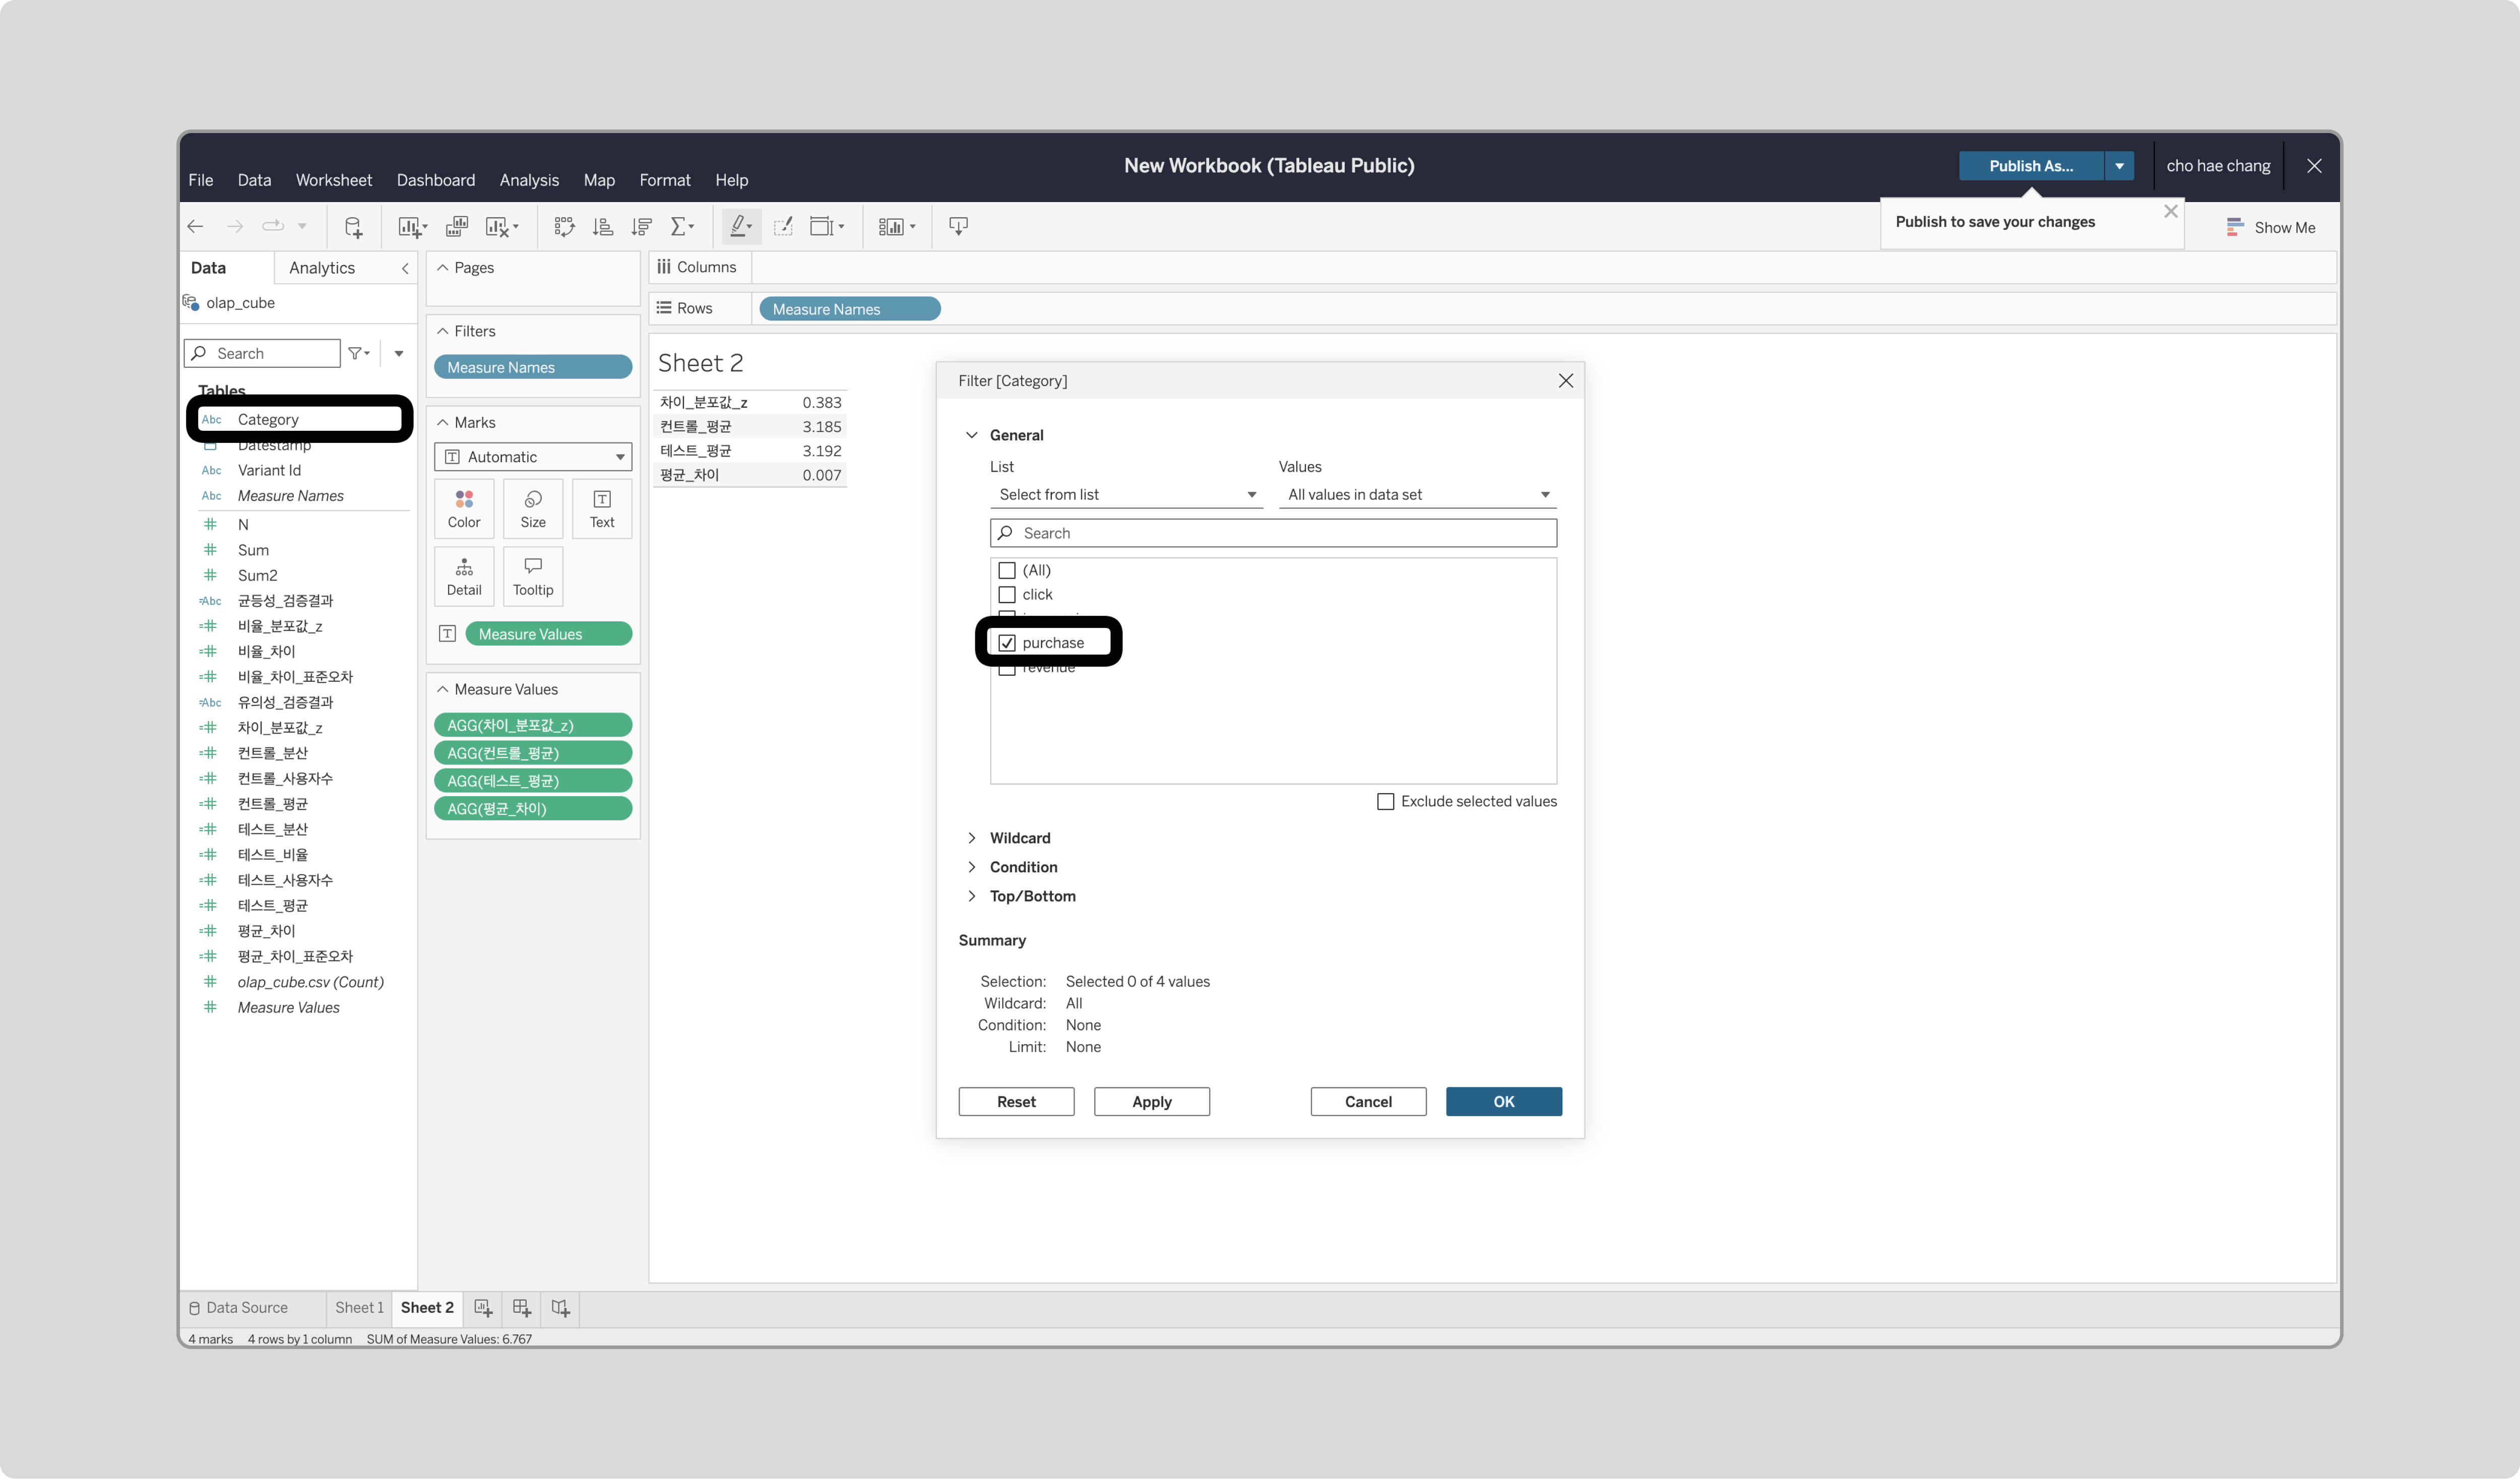 New Workbook (Tableau Public)
Publish As...
cho hae chang
File Data Worksheet Dashboard Analysis Map Format Help
Publish to save your changes
Show Me
Data Analytics
olap_cube
Search
Tables
Abc Category
Datestamp
Abc Variant Id
Abc Measure Names
N
Sum
Sum2
=Abc 균등성_검증결과
=# 비율_분포값_z
=# 비율_차이
=# 비율_차이_표준오차
=Abc 유의성_검증결과
=# 차이_분포값_z
=# 컨트롤_분산
=# 컨트롤_사용자수
=# 컨트롤_평균
=# 테스트_분산
=# 테스트_비율
=# 테스트_사용자수
=# 테스트_평균
=# 평균_차이
=# 평균_차이_표준오차
# olap_cube.csv (Count)
# Measure Values
Pages
Filters
Measure Names
Marks
Automatic
Color Size Text
Detail Tooltip
Measure Values
Measure Values
AGG(차이_분포값_z)
AGG(컨트롤_평균)
AGG(테스트_평균)
AGG(평균_차이)
Columns
Rows Measure Names
Sheet 2
차이_분포값_z 0.383
컨트롤_평균 3.185
테스트_평균 3.192
평균_차이 0.007
Filter [Category]
General
List Values
Select from list All values in data set
Search
(All)
click
purchase
revenue
Exclude selected values
Wildcard
Condition
Top/Bottom
Summary
Selection: Selected 0 of 4 values
Wildcard: All
Condition: None
Limit: None
Reset Apply Cancel OK
Data Source Sheet 1 Sheet 2
4 marks 4 rows by 1 column SUM of Measure Values: 6.767